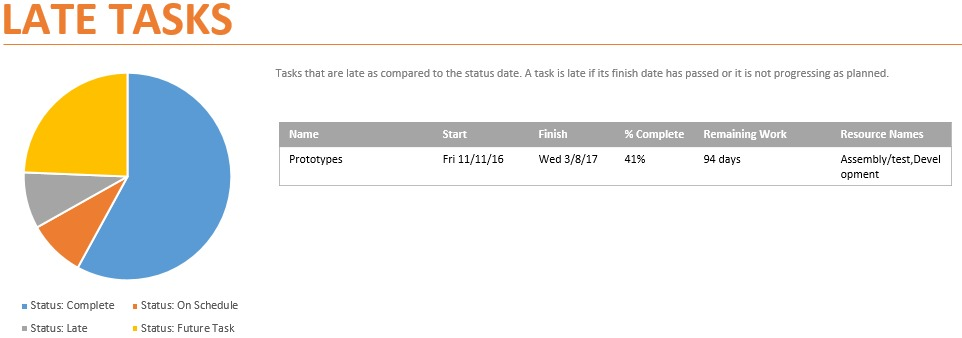 LATE TASKS
Tasks that are late as compared to the status date. A task is late if its finish date has passed or it is not progressing as planned.
Name Start Finish % Complete Remaining Work Resource Names
Prototypes Fri 11/11/16 Wed 3/8/17 41% 94 days Assembly/test,Devel
opment
Status: Complete Status: On Schedule
Status: Late Status: Future Task